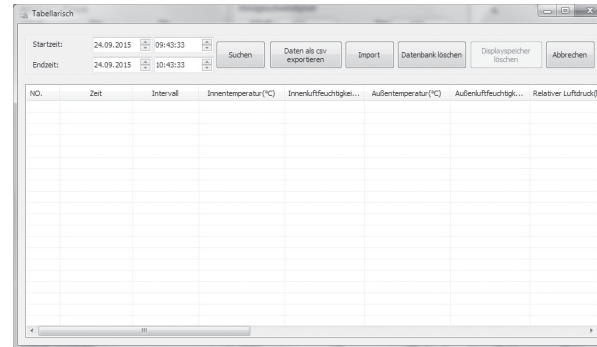 Tabellarisch
Startzeit: 24.09.2015 09:43:33
Endzeit: 24.09.2015 10:43:33
Suchen
Daten als csv exportieren
Import
Datenbank löschen
Displayspeicher löschen
Abbrechen
NO. Zeit Intervall Innentemperatur(°C) Innenluftfeuchtigkei... Außentemperatur(°C) Außenluftfeuchtigk... Relativer Luftdruck(